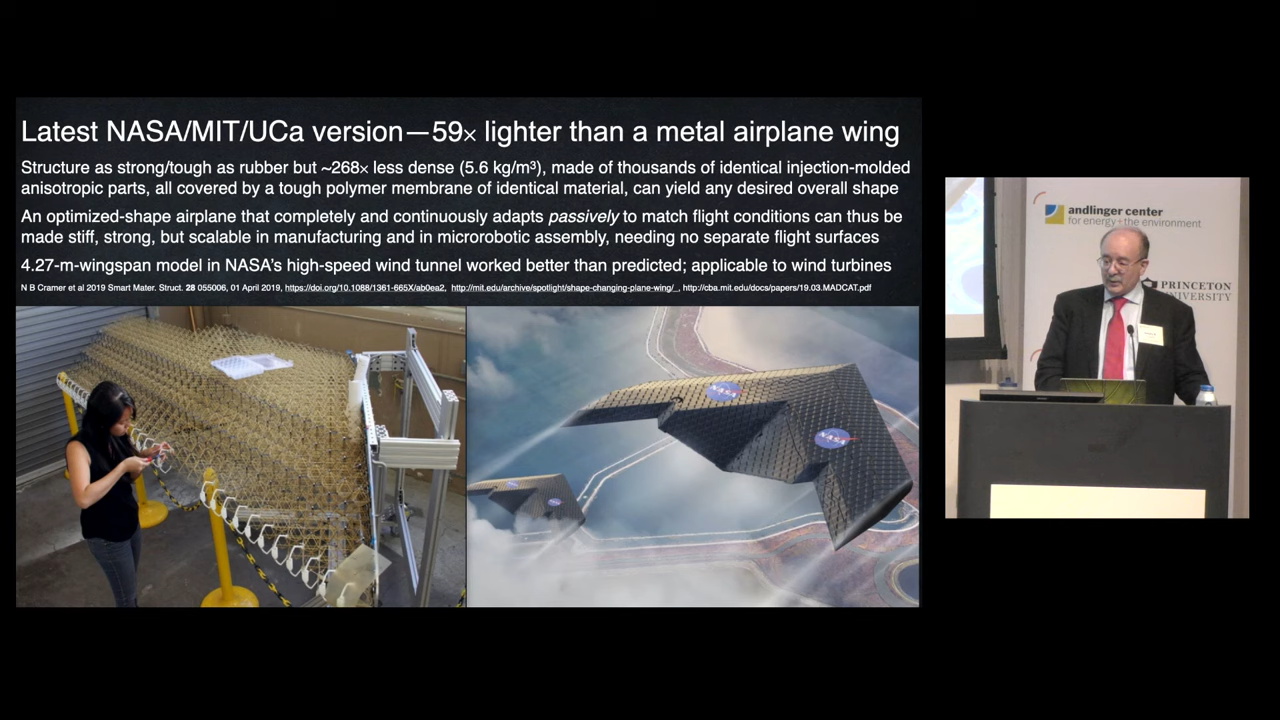 Latest NASA/MIT/UCa version—59× lighter than a metal airplane wing
Structure as strong/tough as rubber but ~268× less dense (5.6 kg/m³), made of thousands of identical injection-molded
anisotropic parts, all covered by a tough polymer membrane of identical material, can yield any desired overall shape
An optimized-shape airplane that completely and continuously adapts passively to match flight conditions can thus be
made stiff, strong, but scalable in manufacturing and in microrobotic assembly, needing no separate flight surfaces
4.27-m-wingspan model in NASA's high-speed wind tunnel worked better than predicted; applicable to wind turbines
N B Cramer et al 2019 Smart Mater. Struct. 28 055006, 01 April 2019, https://doi.org/10.1088/1361-665X/ab0ea2, http://mit.edu/archive/spotlight/shape-changing-plane-wing/_, http://cba.mit.edu/docs/papers/19.03.MADCAT.pdf
NASA
NASA
andlinger center
for energy+the environment
PRINCETON
UNIVERSITY